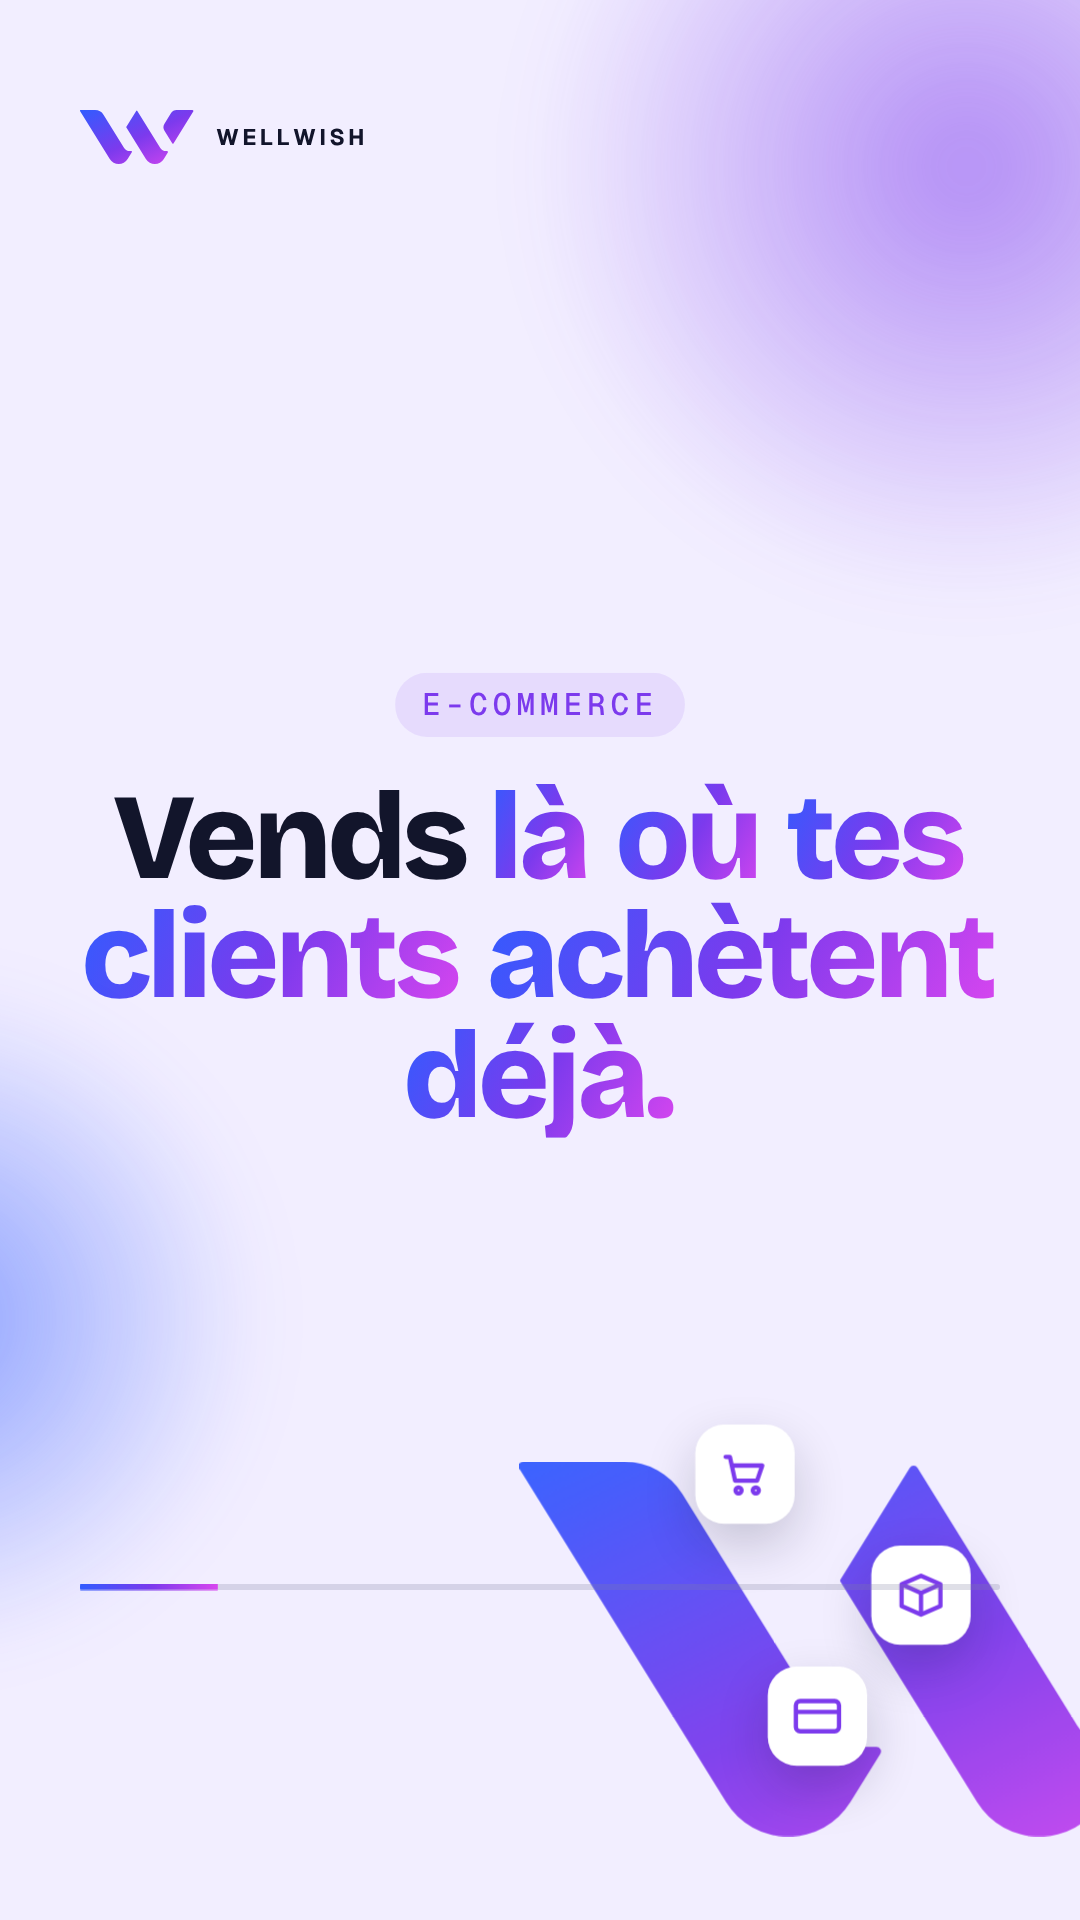 WELLWISH
E-COMMERCE
Vends là où tes
clients achètent
déjà.